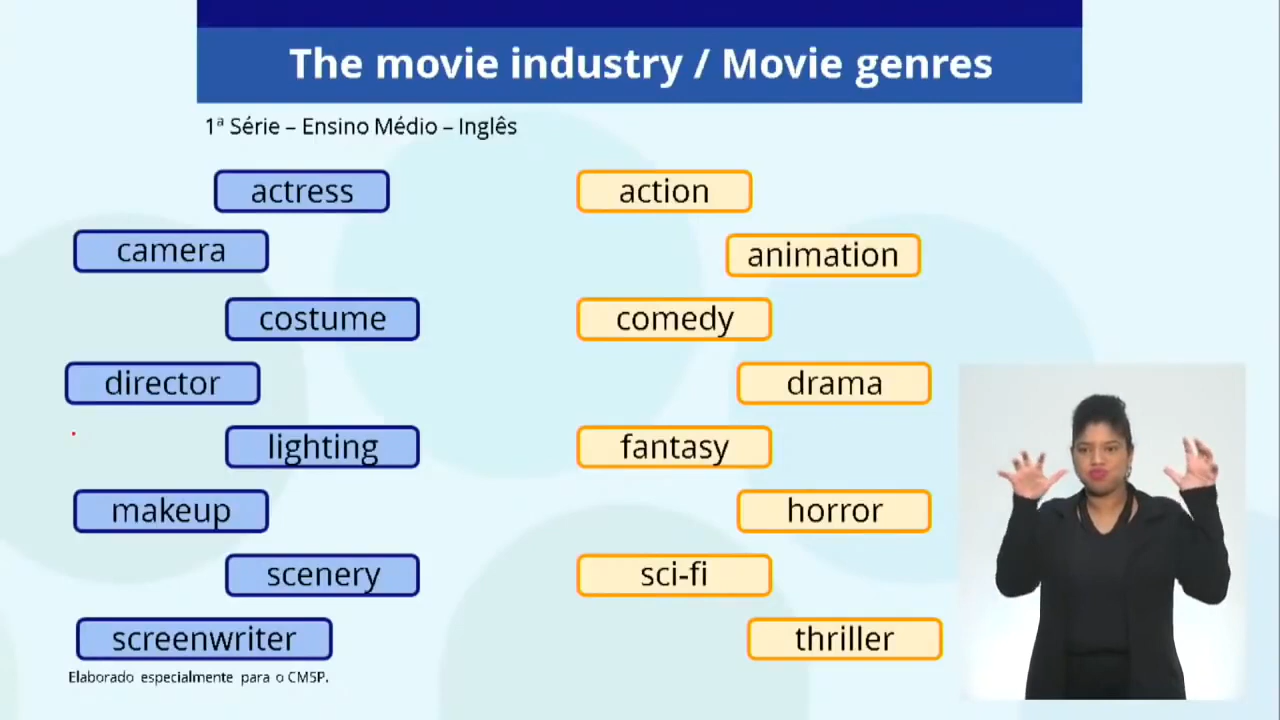 The movie industry / Movie genres
1ª Série – Ensino Médio – Inglês
actress
camera
costume
director
lighting
makeup
scenery
screenwriter
action
animation
comedy
drama
fantasy
horror
sci-fi
thriller
Elaborado especialmente para o CMSP.